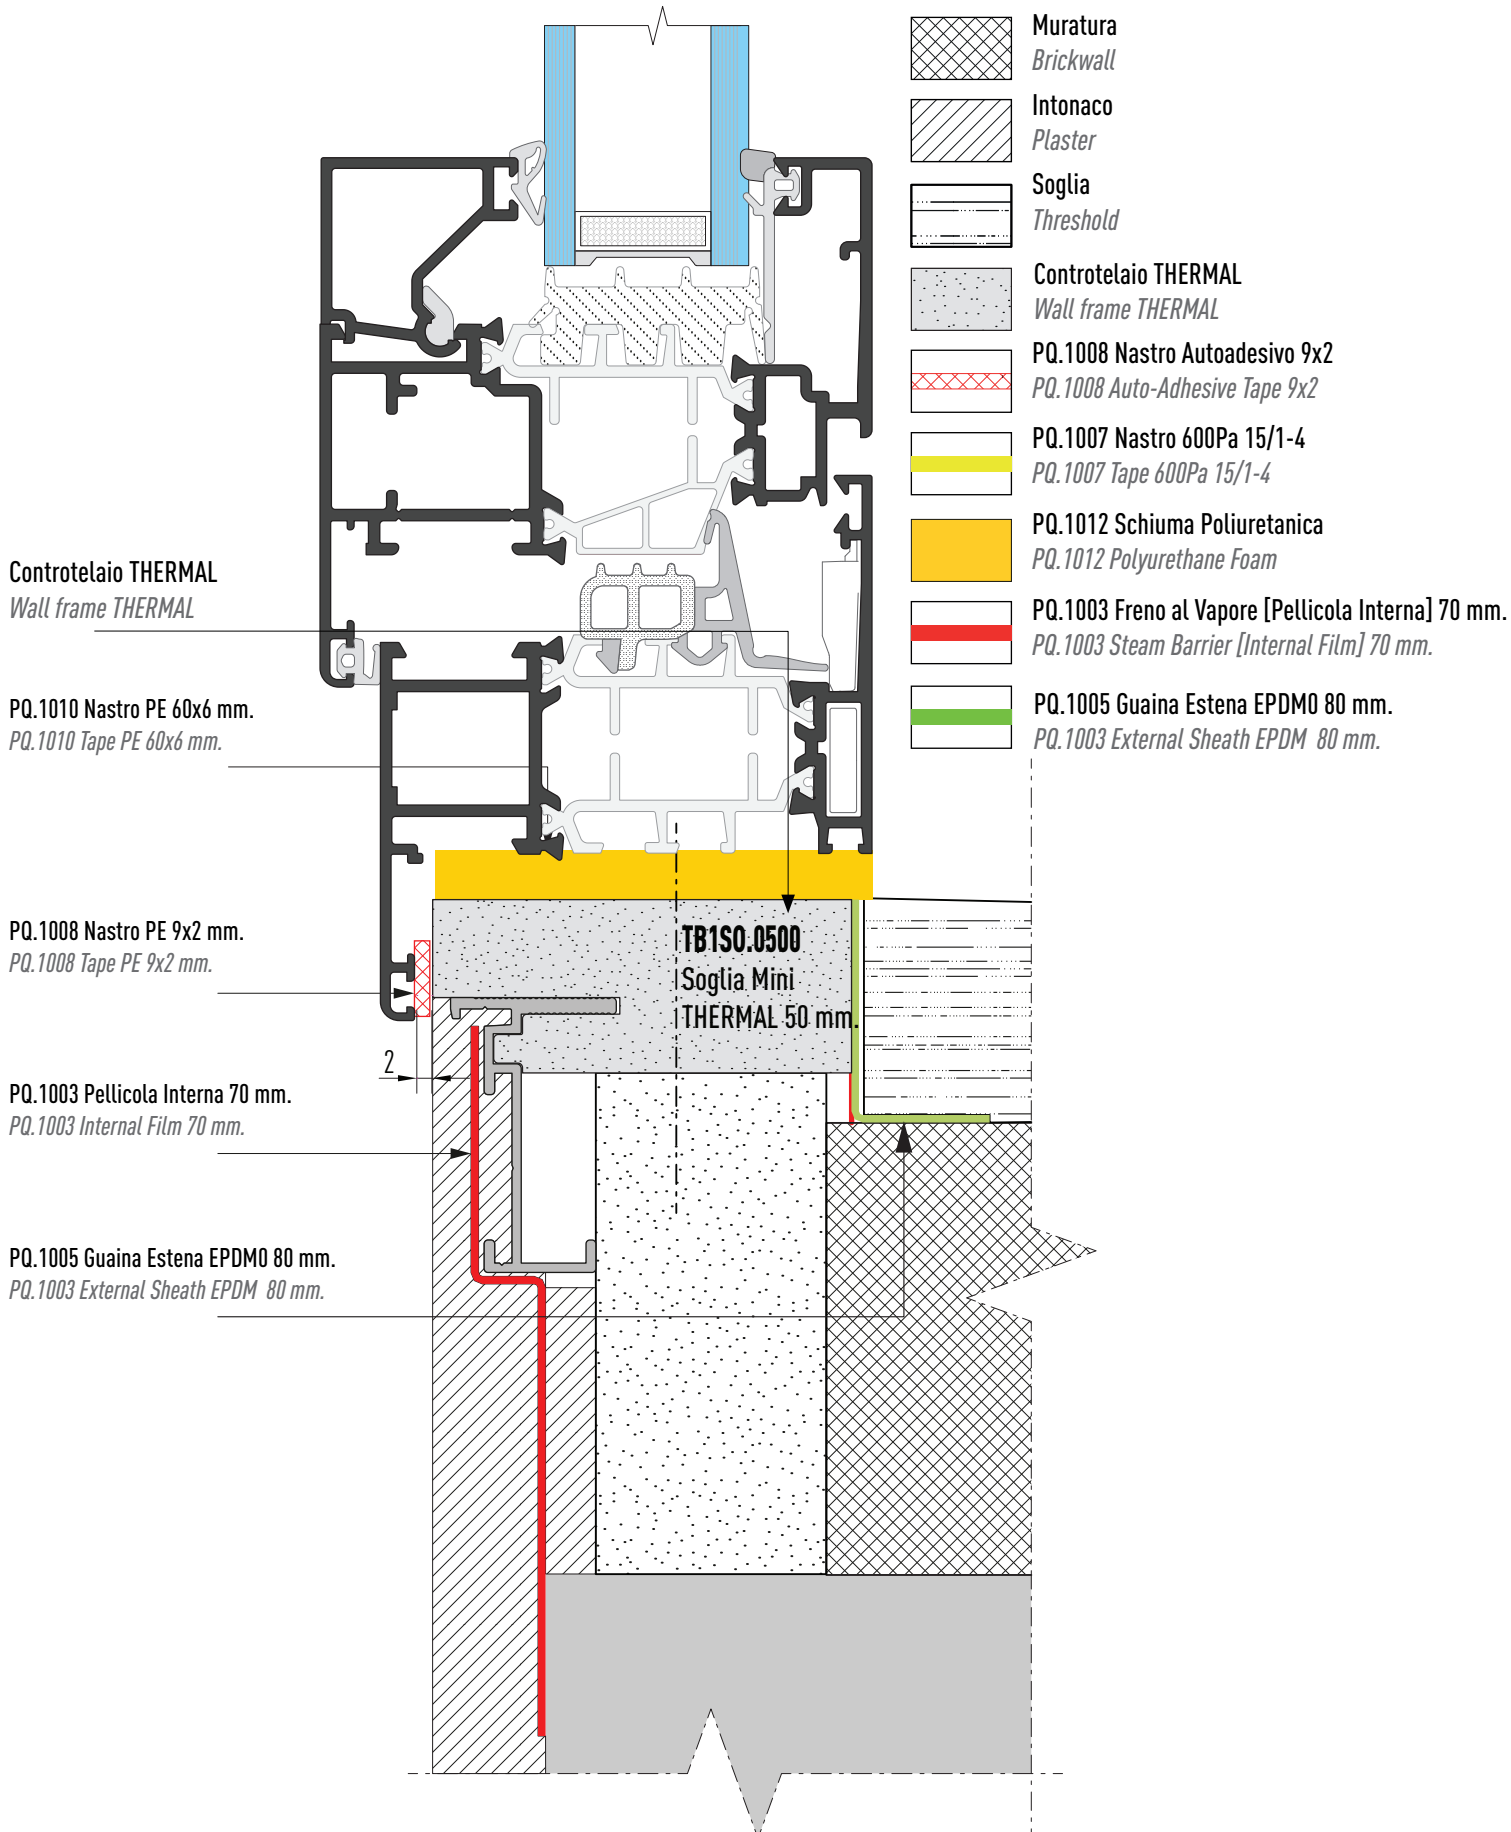 Muratura
Brickwall
Intonaco
Plaster
Soglia
Threshold
Controtelaio THERMAL
Wall frame THERMAL
PQ.1008 Nastro Autoadesivo 9x2
PQ.1008 Auto-Adhesive Tape 9x2
PQ.1007 Nastro 600Pa 15/1-4
PQ.1007 Tape 600Pa 15/1-4
PQ.1012 Schiuma Poliuretanica
PQ.1012 Polyurethane Foam
PQ.1003 Freno al Vapore [Pellicola Interna] 70 mm.
PQ.1003 Steam Barrier [Internal Film] 70 mm.
PQ.1005 Guaina Estena EPDM0 80 mm.
PQ.1003 External Sheath EPDM 80 mm.
Controtelaio THERMAL
Wall frame THERMAL
PQ.1010 Nastro PE 60x6 mm.
PQ.1010 Tape PE 60x6 mm.
PQ.1008 Nastro PE 9x2 mm.
PQ.1008 Tape PE 9x2 mm.
TB1SO.0500
Soglia Mini
THERMAL 50 mm.
2
PQ.1003 Pellicola Interna 70 mm.
PQ.1003 Internal Film 70 mm.
PQ.1005 Guaina Estena EPDM0 80 mm.
PQ.1003 External Sheath EPDM 80 mm.